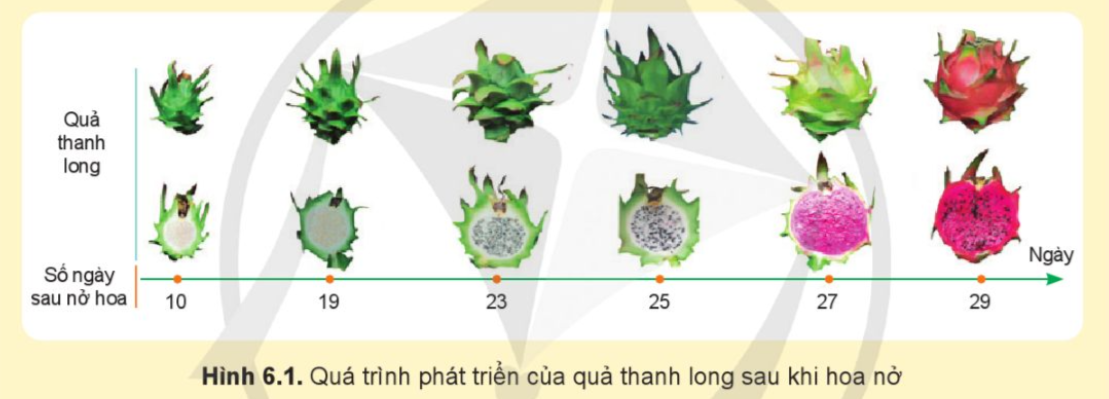 Quả
thanh
long
Ngày
Số ngày
sau nở hoa
10 19 23 25 27 29
Hình 6.1. Quá trình phát triển của quả thanh long sau khi hoa nở